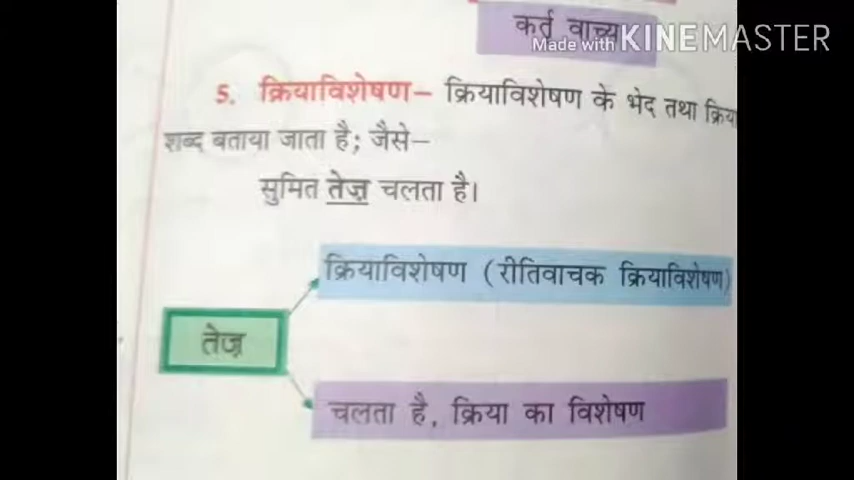 कर्तृ वाच्य
Made with KINEMASTER
5. क्रियाविशेषण– क्रियाविशेषण के भेद तथा
शब्द बताया जाता है; जैसे–
सुमित तेज़ चलता है।
क्रियाविशेषण (रीतिवाचक क्रियाविशेषण)
तेज़
चलता है, क्रिया का विशेषण